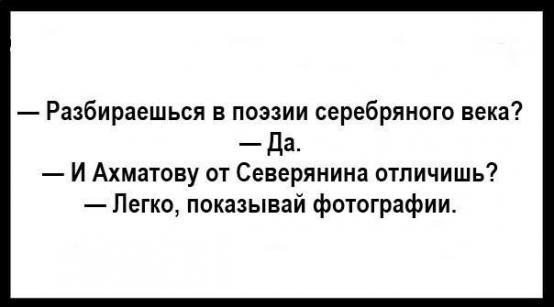 — Разбираешься в поэзии серебряного века?
— Да.
— И Ахматову от Северянина отличишь?
— Легко, показывай фотографии.